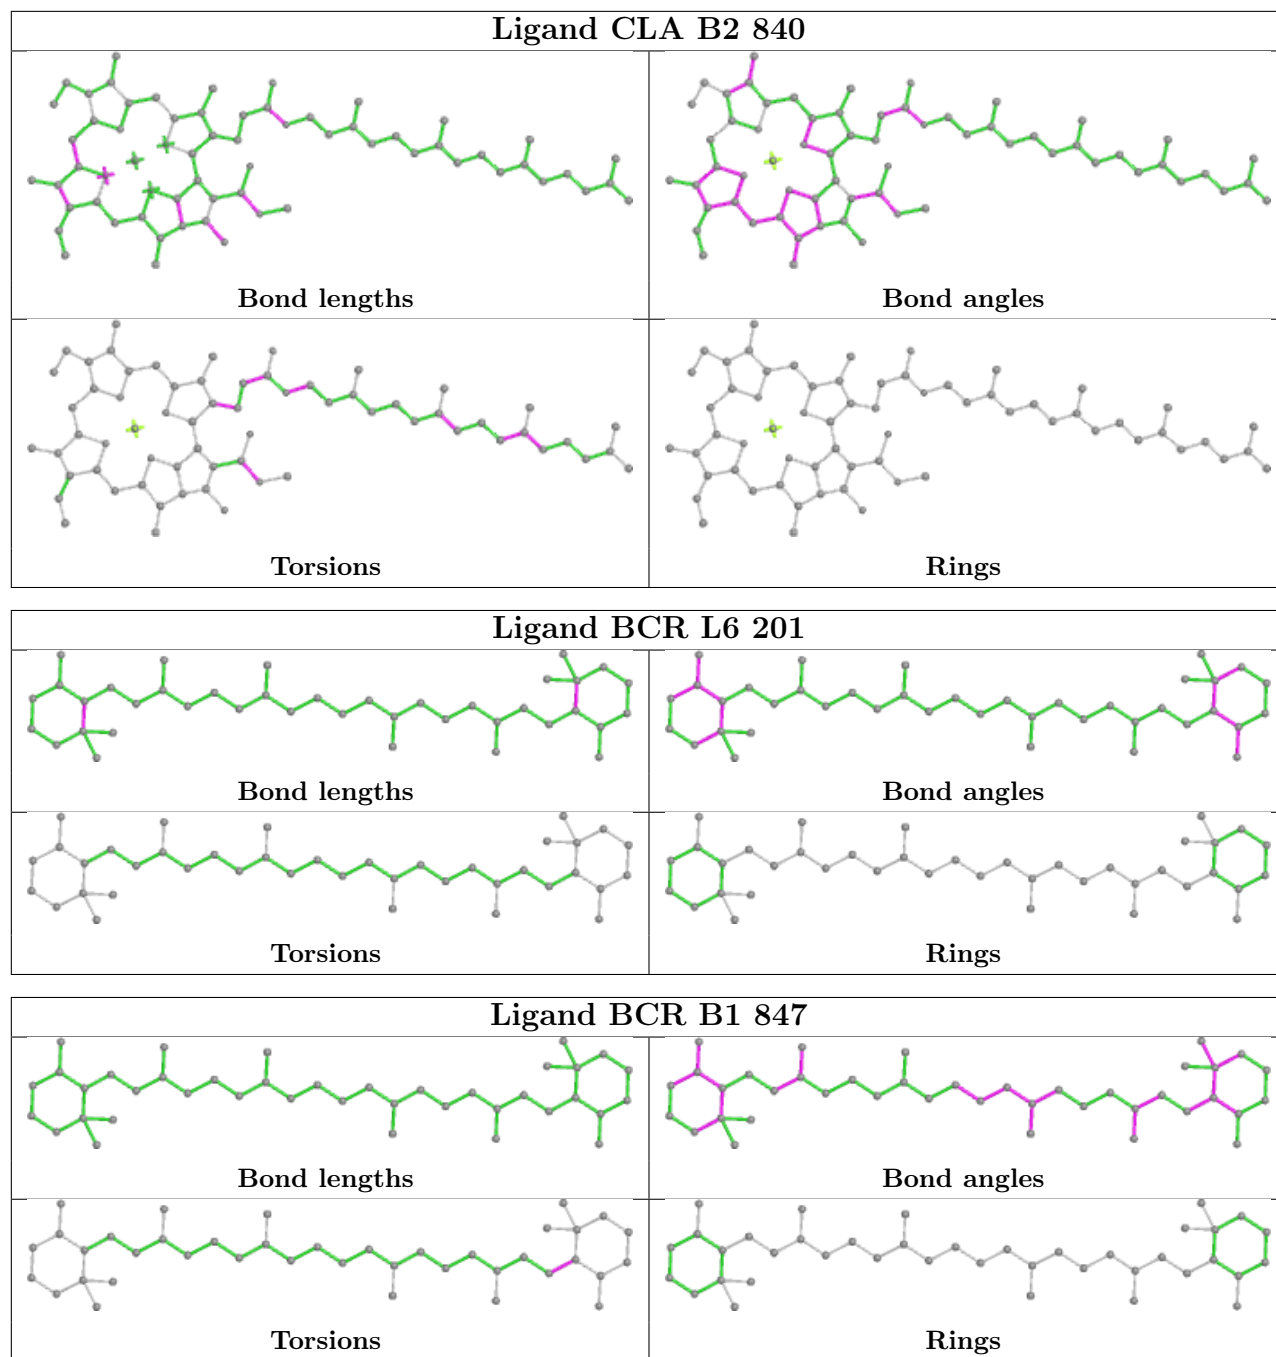 Ligand CLA B2 840
Bond lengths
Bond angles
Torsions
Rings
Ligand BCR L6 201
Bond lengths
Bond angles
Torsions
Rings
Ligand BCR B1 847
Bond lengths
Bond angles
Torsions
Rings